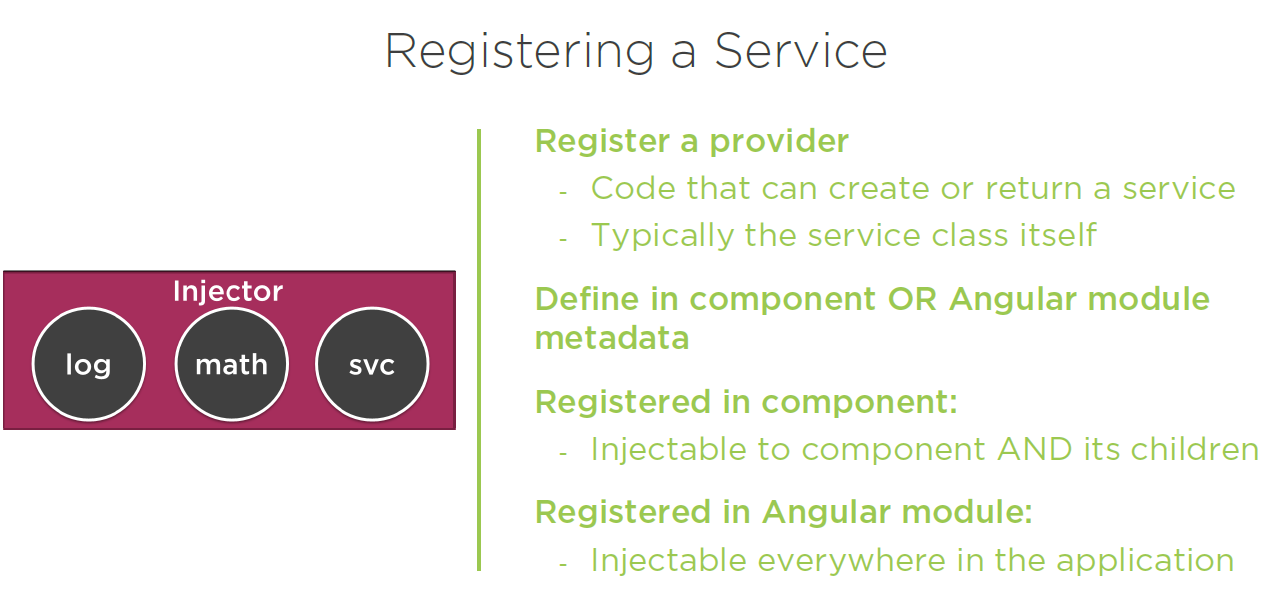 Registering a Service
Injector
log
math
svc
Register a provider
- Code that can create or return a service
- Typically the service class itself
Define in component OR Angular module
metadata
Registered in component:
- Injectable to component AND its children
Registered in Angular module:
- Injectable everywhere in the application